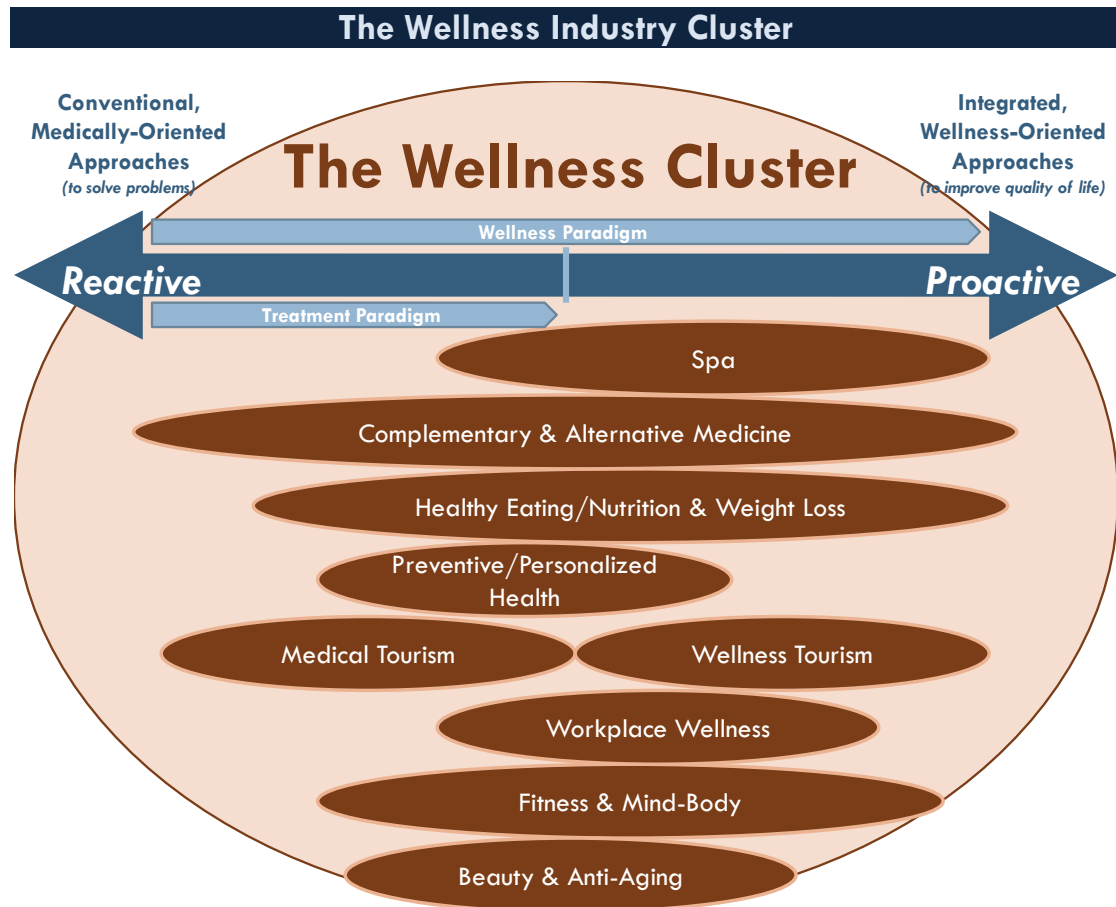 The Wellness Industry Cluster
Conventional,
Medically-Oriented
Approaches
(to solve problems)
Integrated,
Wellness-Oriented
Approaches
(to improve quality of life)
The Wellness Cluster
Wellness Paradigm
Reactive
Proactive
Treatment Paradigm
Spa
Complementary & Alternative Medicine
Healthy Eating/Nutrition & Weight Loss
Preventive/Personalized
Health
Medical Tourism
Wellness Tourism
Workplace Wellness
Fitness & Mind-Body
Beauty & Anti-Aging